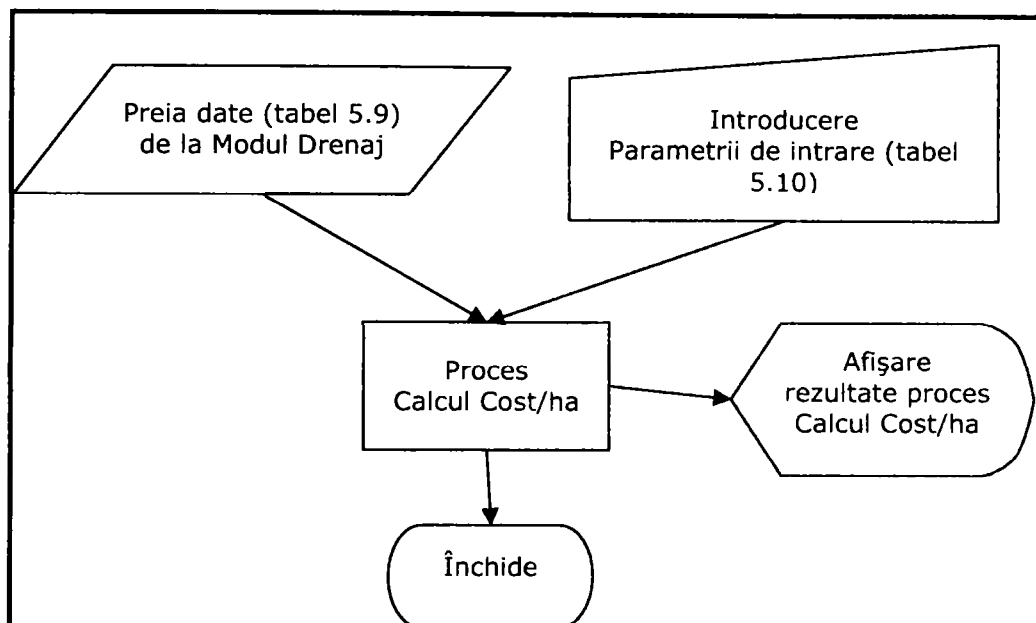 Preia date (tabel 5.9)
de la Modul Drenaj
Introducere
Parametrii de intrare (tabel
5.10)
Proces
Calcul Cost/ha
Afişare
rezultate proces
Calcul Cost/ha
Închide